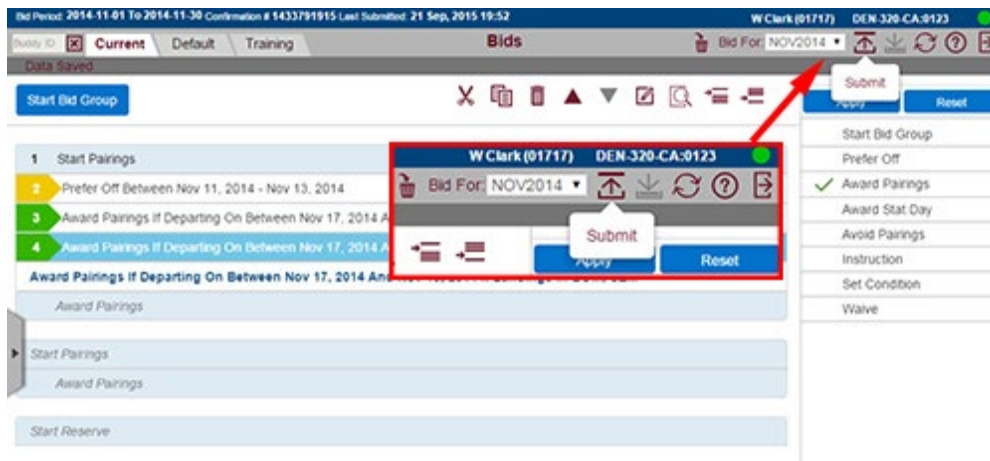 Bid Period: 2014-11-01 To 2014-11-30 Confirmation # 1433791915 Last Submitted: 21 Sep, 2015 19:52 W Clark (01717) DEN-320-CA:0123
Buddy ID Current Default Training Bids Bid For: NOV2014
Data Saved
Submit
Start Bid Group
Apply Reset
Start Bid Group
1 Start Pairings
Prefer Off
2 Prefer Off Between Nov 11, 2014 - Nov 13, 2014
Award Pairings
3 Award Pairings If Departing On Between Nov 17, 2014 A
Award Stat Day
4 Award Pairings If Departing On Between Nov 17, 2014 A
Avoid Pairings
Award Pairings If Departing On Between Nov 17, 2014 And
Instruction
Award Pairings
Set Condition
Waive
Start Pairings
Award Pairings
Start Reserve
W Clark (01717) DEN-320-CA:0123
Bid For: NOV2014
Submit
Apply Reset